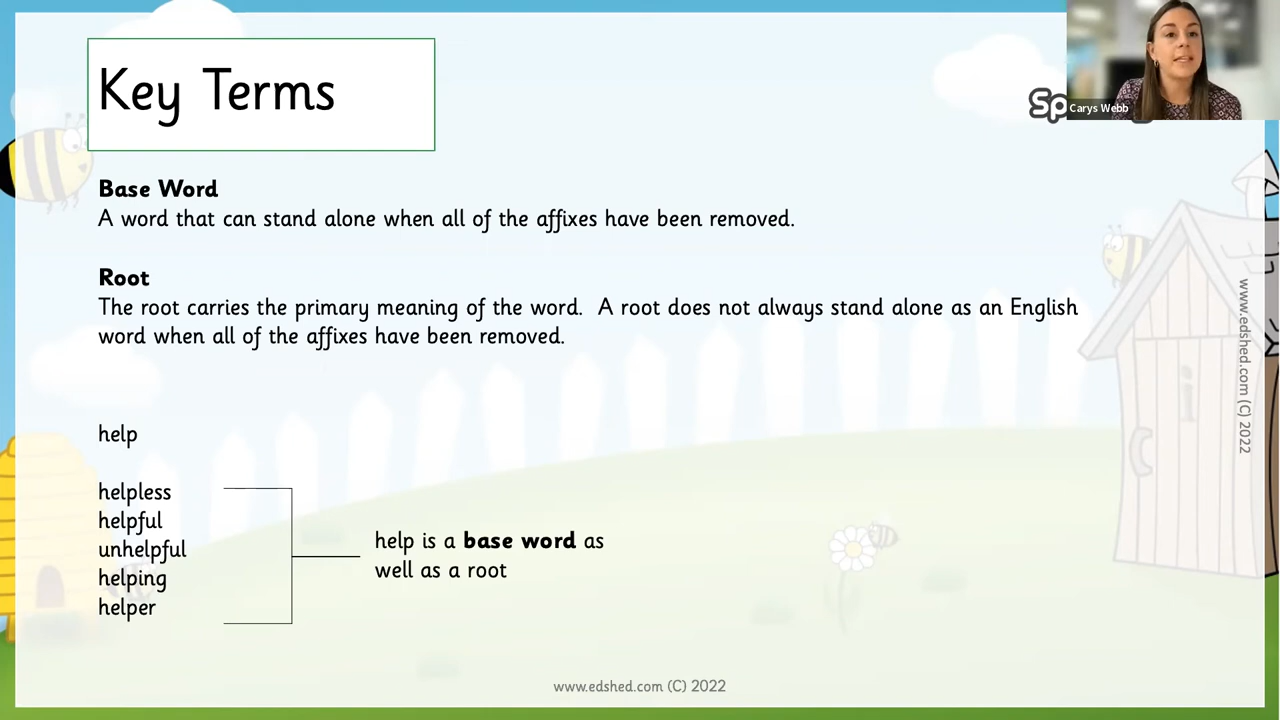 Key Terms
Sp
Carys Webb
Base Word
A word that can stand alone when all of the affixes have been removed.
Root
The root carries the primary meaning of the word. A root does not always stand alone as an English
word when all of the affixes have been removed.
help
helpless
helpful
unhelpful
helping
helper
help is a base word as
well as a root
www.edshed.com (C) 2022
www.edshed.com (C) 2022